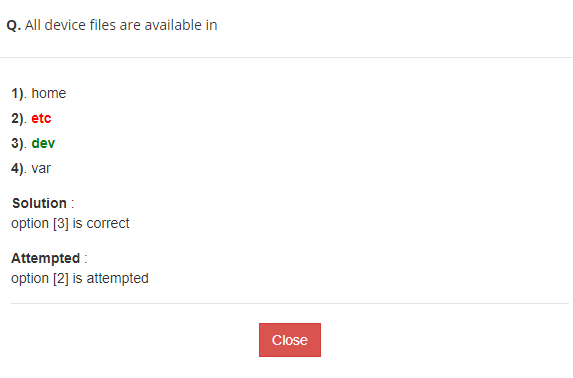 Q. All device files are available in
1). home
2). etc
3). dev
4). var
Solution :
option [3] is correct
Attempted :
option [2] is attempted
Close